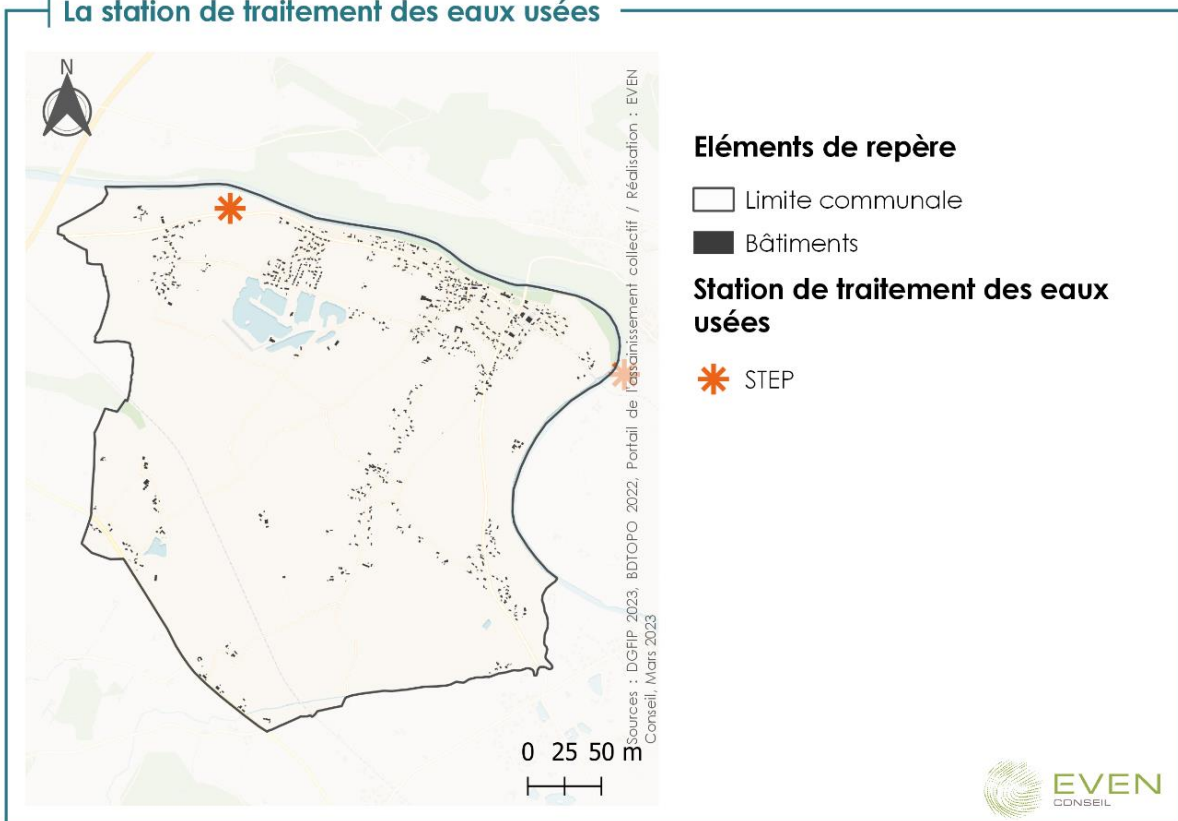 La station de traitement des eaux usées
N
Sources : DGFIP 2023, BDTOPO 2022, Portail de l'assainissement collectif / Réalisation : EVEN
Conseil, Mars 2023
0 25 50 m
Eléments de repère
Limite communale
Bâtiments
Station de traitement des eaux
usées
STEP
EVEN
CONSEIL